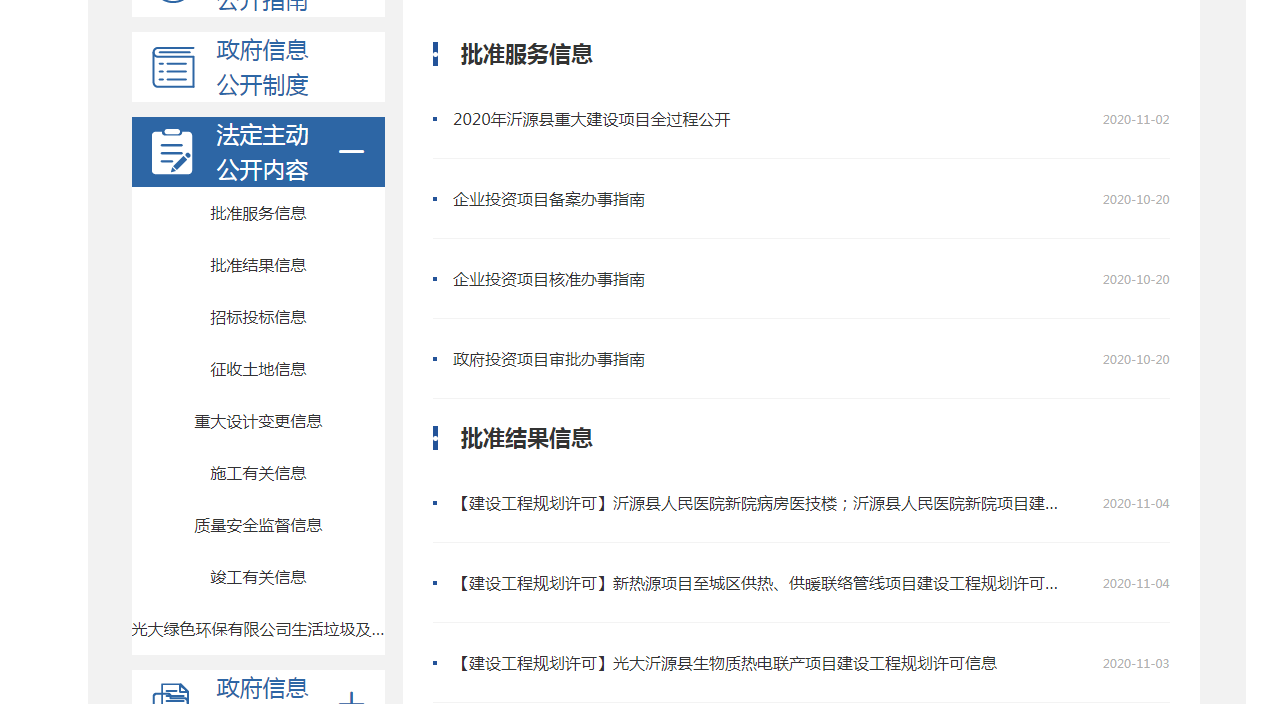 公开指南
政府信息
公开制度
法定主动
公开内容
批准服务信息
批准结果信息
招标投标信息
征收土地信息
重大设计变更信息
施工有关信息
质量安全监督信息
竣工有关信息
光大绿色环保有限公司生活垃圾及...
政府信息
批准服务信息
2020年沂源县重大建设项目全过程公开 2020-11-02
企业投资项目备案办事指南 2020-10-20
企业投资项目核准办事指南 2020-10-20
政府投资项目审批办事指南 2020-10-20
批准结果信息
【建设工程规划许可】沂源县人民医院新院病房医技楼；沂源县人民医院新院项目建... 2020-11-04
【建设工程规划许可】新热源项目至城区供热、供暖联络管线项目建设工程规划许可... 2020-11-04
【建设工程规划许可】光大沂源县生物质热电联产项目建设工程规划许可信息 2020-11-03